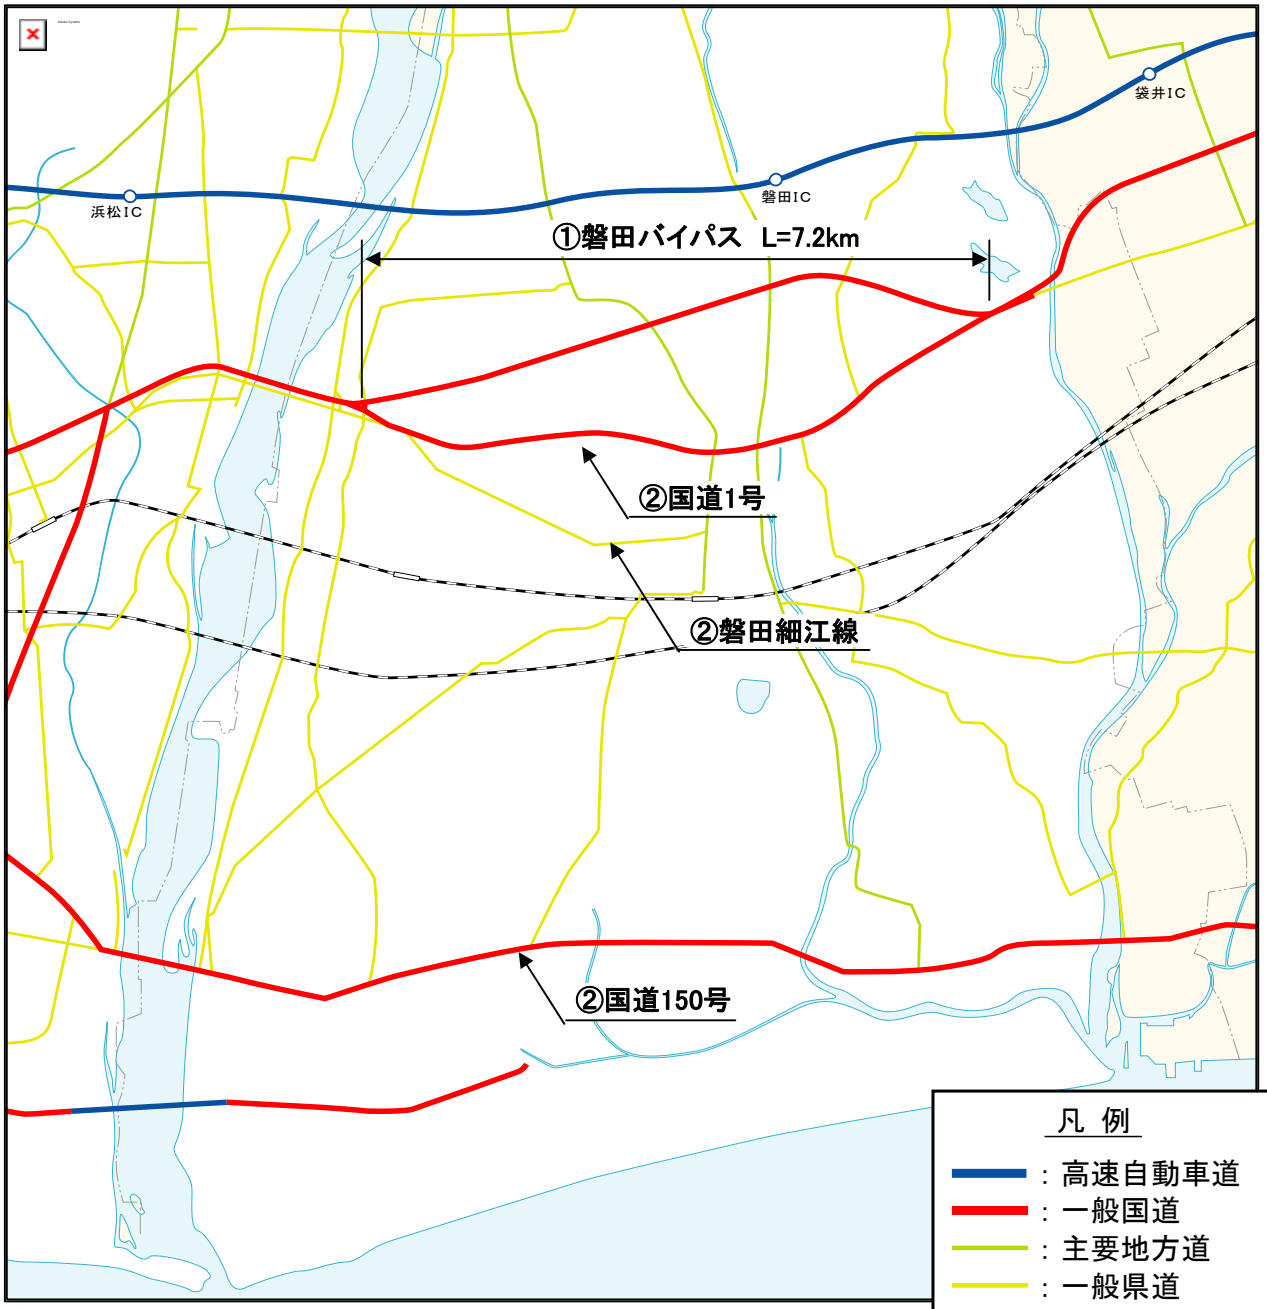 袋井IC
磐田IC
浜松IC
①磐田バイパス L=7.2km
②国道1号
②磐田細江線
②国道150号
凡 例
: 高速自動車道
: 一般国道
: 主要地方道
: 一般県道